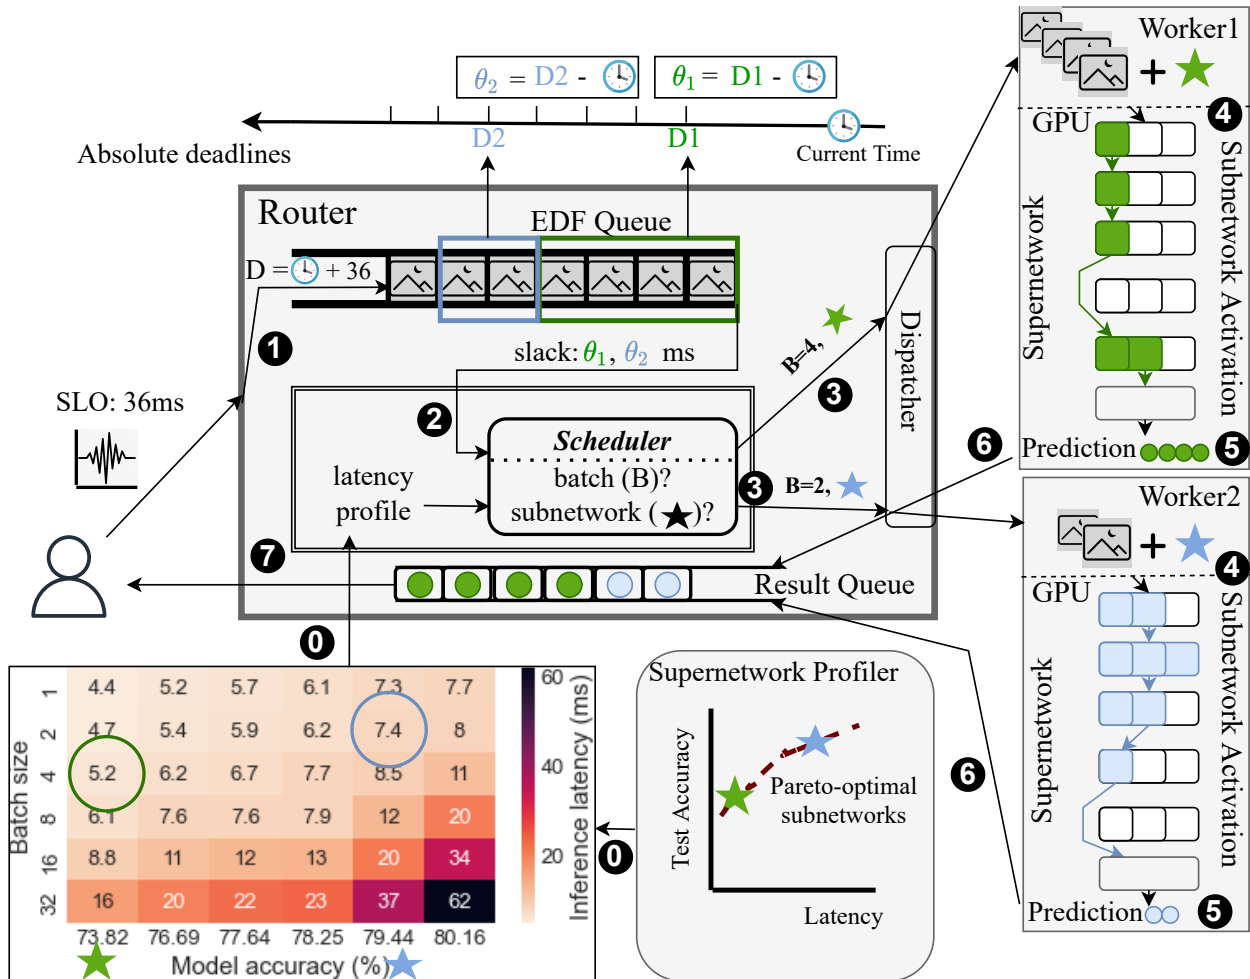 θ₂ = D2 -
θ₁ = D1 -
D2
D1
Absolute deadlines
Current Time
Router
EDF Queue
D = + 36
1
slack: θ₁, θ₂ ms
SLO: 36ms
2
Scheduler
batch (B)?
subnetwork (★)?
latency
profile
B=4, ★
3
3
B=2, ★
Dispatcher
7
Result Queue
0
Worker1
+ ★
4
GPU
Supernetwork
Subnetwork Activation
Prediction
5
6
Worker2
+ ★
4
GPU
Supernetwork
Subnetwork Activation
Prediction
5
6
Batch size
1 4.4 5.2 5.7 6.1 7.3 7.7
2 4.7 5.4 5.9 6.2 7.4 8
4 5.2 6.2 6.7 7.7 8.5 11
8 6.1 7.6 7.6 7.9 12 20
16 8.8 11 12 13 20 34
32 16 20 22 23 37 62
73.82 76.69 77.64 78.25 79.44 80.16
Model accuracy (%)
60
40
20
Inference latency (ms)
0
Supernetwork Profiler
Test Accuracy
Pareto-optimal
subnetworks
Latency